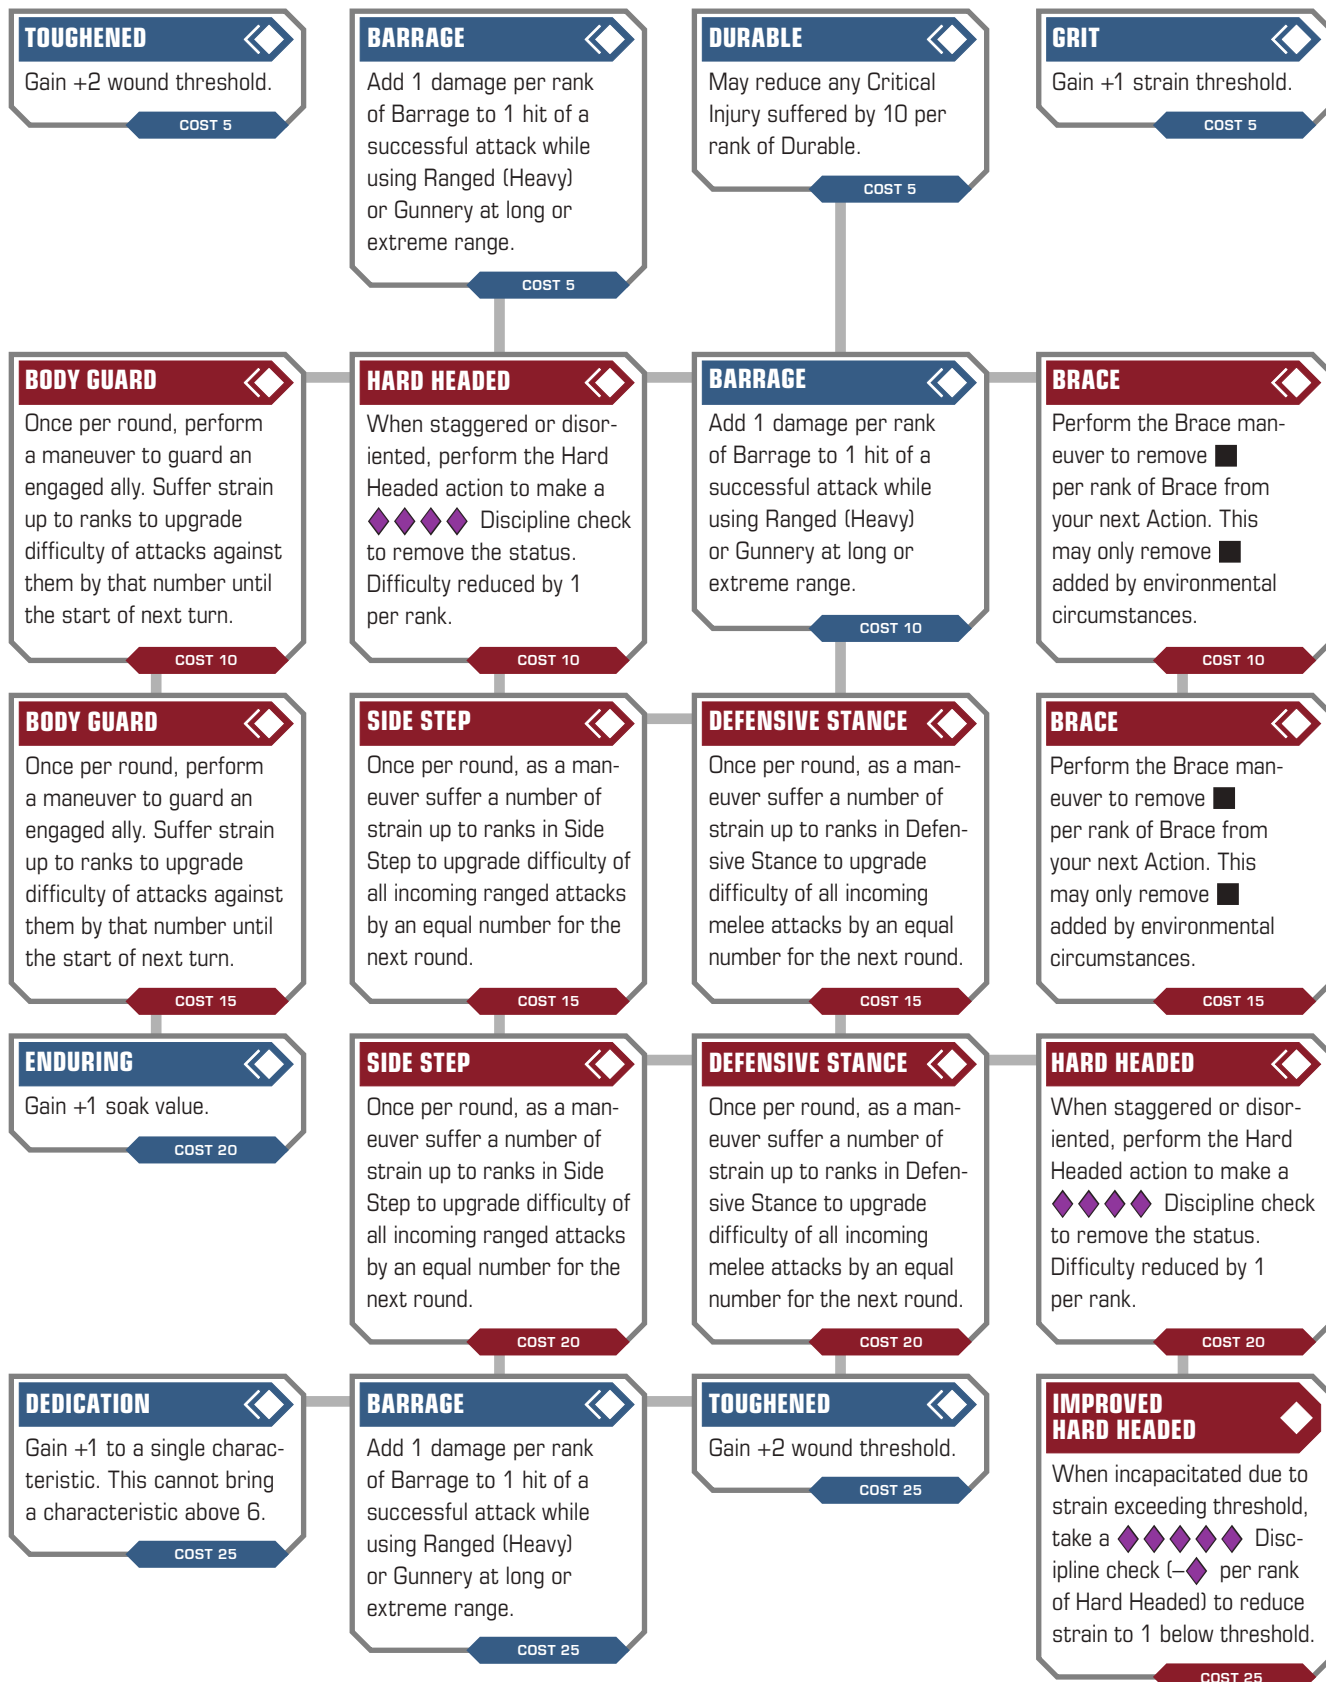 TOUGHENED
Gain +2 wound threshold.
COST 5
BARRAGE
Add 1 damage per rank
of Barrage to 1 hit of a
successful attack while
using Ranged (Heavy)
or Gunnery at long or
extreme range.
COST 5
DURABLE
May reduce any Critical
Injury suffered by 10 per
rank of Durable.
COST 5
GRIT
Gain +1 strain threshold.
COST 5
BODY GUARD
Once per round, perform
a maneuver to guard an
engaged ally. Suffer strain
up to ranks to upgrade
difficulty of attacks against
them by that number until
the start of next turn.
COST 10
HARD HEADED
When staggered or disor-
iented, perform the Hard
Headed action to make a
Discipline check
to remove the status.
Difficulty reduced by 1
per rank.
COST 10
BARRAGE
Add 1 damage per rank
of Barrage to 1 hit of a
successful attack while
using Ranged (Heavy)
or Gunnery at long or
extreme range.
COST 10
BRACE
Perform the Brace man-
euver to remove
per rank of Brace from
your next Action. This
may only remove
added by environmental
circumstances.
COST 10
BODY GUARD
Once per round, perform
a maneuver to guard an
engaged ally. Suffer strain
up to ranks to upgrade
difficulty of attacks against
them by that number until
the start of next turn.
COST 15
SIDE STEP
Once per round, as a man-
euver suffer a number of
strain up to ranks in Side
Step to upgrade difficulty of
all incoming ranged attacks
by an equal number for the
next round.
COST 15
DEFENSIVE STANCE
Once per round, as a man-
euver suffer a number of
strain up to ranks in Defen-
sive Stance to upgrade
difficulty of all incoming
melee attacks by an equal
number for the next round.
COST 15
BRACE
Perform the Brace man-
euver to remove
per rank of Brace from
your next Action. This
may only remove
added by environmental
circumstances.
COST 15
ENDURING
Gain +1 soak value.
COST 20
SIDE STEP
Once per round, as a man-
euver suffer a number of
strain up to ranks in Side
Step to upgrade difficulty of
all incoming ranged attacks
by an equal number for the
next round.
COST 20
DEFENSIVE STANCE
Once per round, as a man-
euver suffer a number of
strain up to ranks in Defen-
sive Stance to upgrade
difficulty of all incoming
melee attacks by an equal
number for the next round.
COST 20
HARD HEADED
When staggered or disor-
iented, perform the Hard
Headed action to make a
Discipline check
to remove the status.
Difficulty reduced by 1
per rank.
COST 20
DEDICATION
Gain +1 to a single charac-
teristic. This cannot bring
a characteristic above 6.
COST 25
BARRAGE
Add 1 damage per rank
of Barrage to 1 hit of a
successful attack while
using Ranged (Heavy)
or Gunnery at long or
extreme range.
COST 25
TOUGHENED
Gain +2 wound threshold.
COST 25
IMPROVED
HARD HEADED
When incapacitated due to
strain exceeding threshold,
take a Disc-
ipline check (– per rank
of Hard Headed) to reduce
strain to 1 below threshold.
COST 25